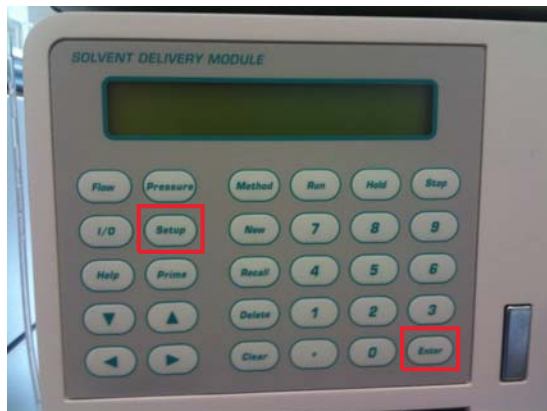 SOLVENT DELIVERY MODULE
Flow Pressure Method Run Hold Stop
I/O Setup New 7 8 9
Help Prime Recall 4 5 6
Delete 1 2 3
Clear . 0 Enter